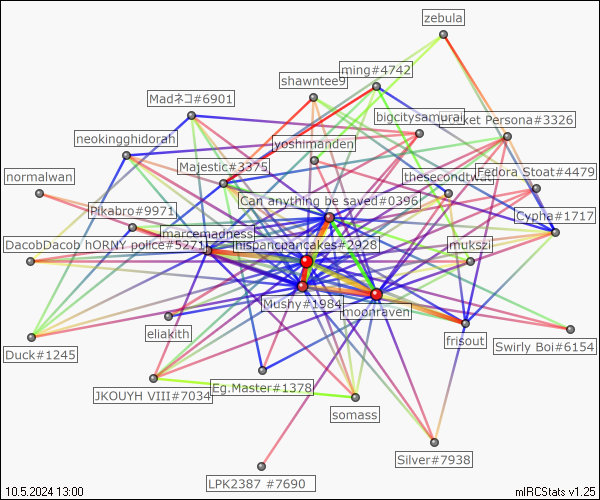 zebula
ming#4742
shawntee9
Madネコ#6901
bigcitysamurai
cket Persona#3326
neokingghidorah
yoshimanden
Majestic#3375
Fedora Stoat#4479
normalwan
thesecondtwat
Can anything be saved#0396
Pikabro#9971
Cypha#1717
marcemadness
DacobDacob hORNY police#5271
hispancpancakes#2928
mukszi
Mushy#1984
moonraven
eliakith
frisout
Swirly Boi#6154
Duck#1245
Eg.Master#1378
JKOUYH VIII#7034
somass
Silver#7938
LPK2387 #7690
10.5.2024 13:00
mIRCStats v1.25